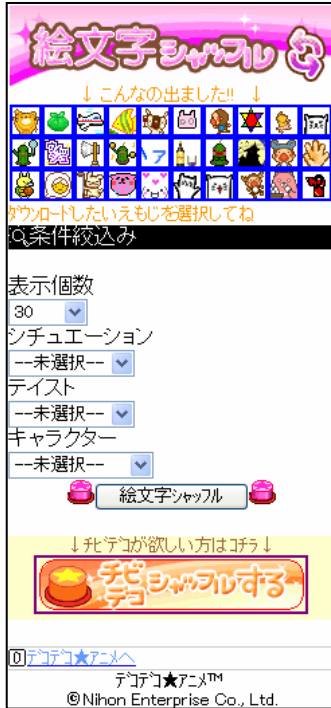 絵文字シャッフル
↓ こんなの出ました!! ↓
ダウンロードしたいえもじを選択してね
条件絞込み
表示個数
30
シチュエーション
--未選択--
テイスト
--未選択--
キャラクター
--未選択--
絵文字ｼｬｯﾌﾙ
↓ﾁﾋﾞﾃﾞｺが欲しい方はｺﾁﾗ↓
チビデコシャッフルする
0ﾃﾞｺﾃﾞｺ★ｱﾆﾒへ
ﾃﾞｺﾃﾞｺ★ｱﾆﾒTM
©Nihon Enterprise Co., Ltd.